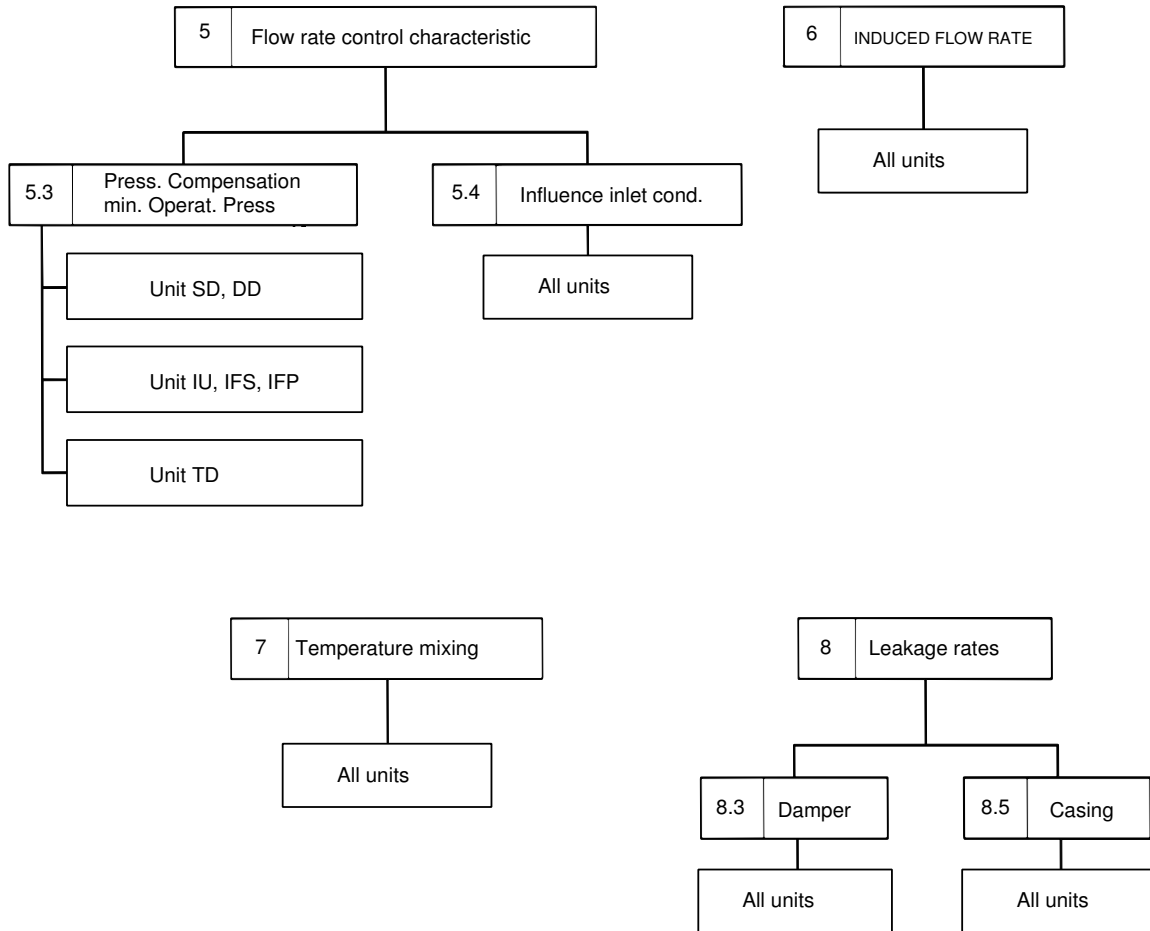 5 Flow rate control characteristic
6 INDUCED FLOW RATE
All units
5.3 Press. Compensation
min. Operat. Press
5.4 Influence inlet cond.
Unit SD, DD
All units
Unit IU, IFS, IFP
Unit TD
7 Temperature mixing
8 Leakage rates
All units
8.3 Damper
8.5 Casing
All units
All units